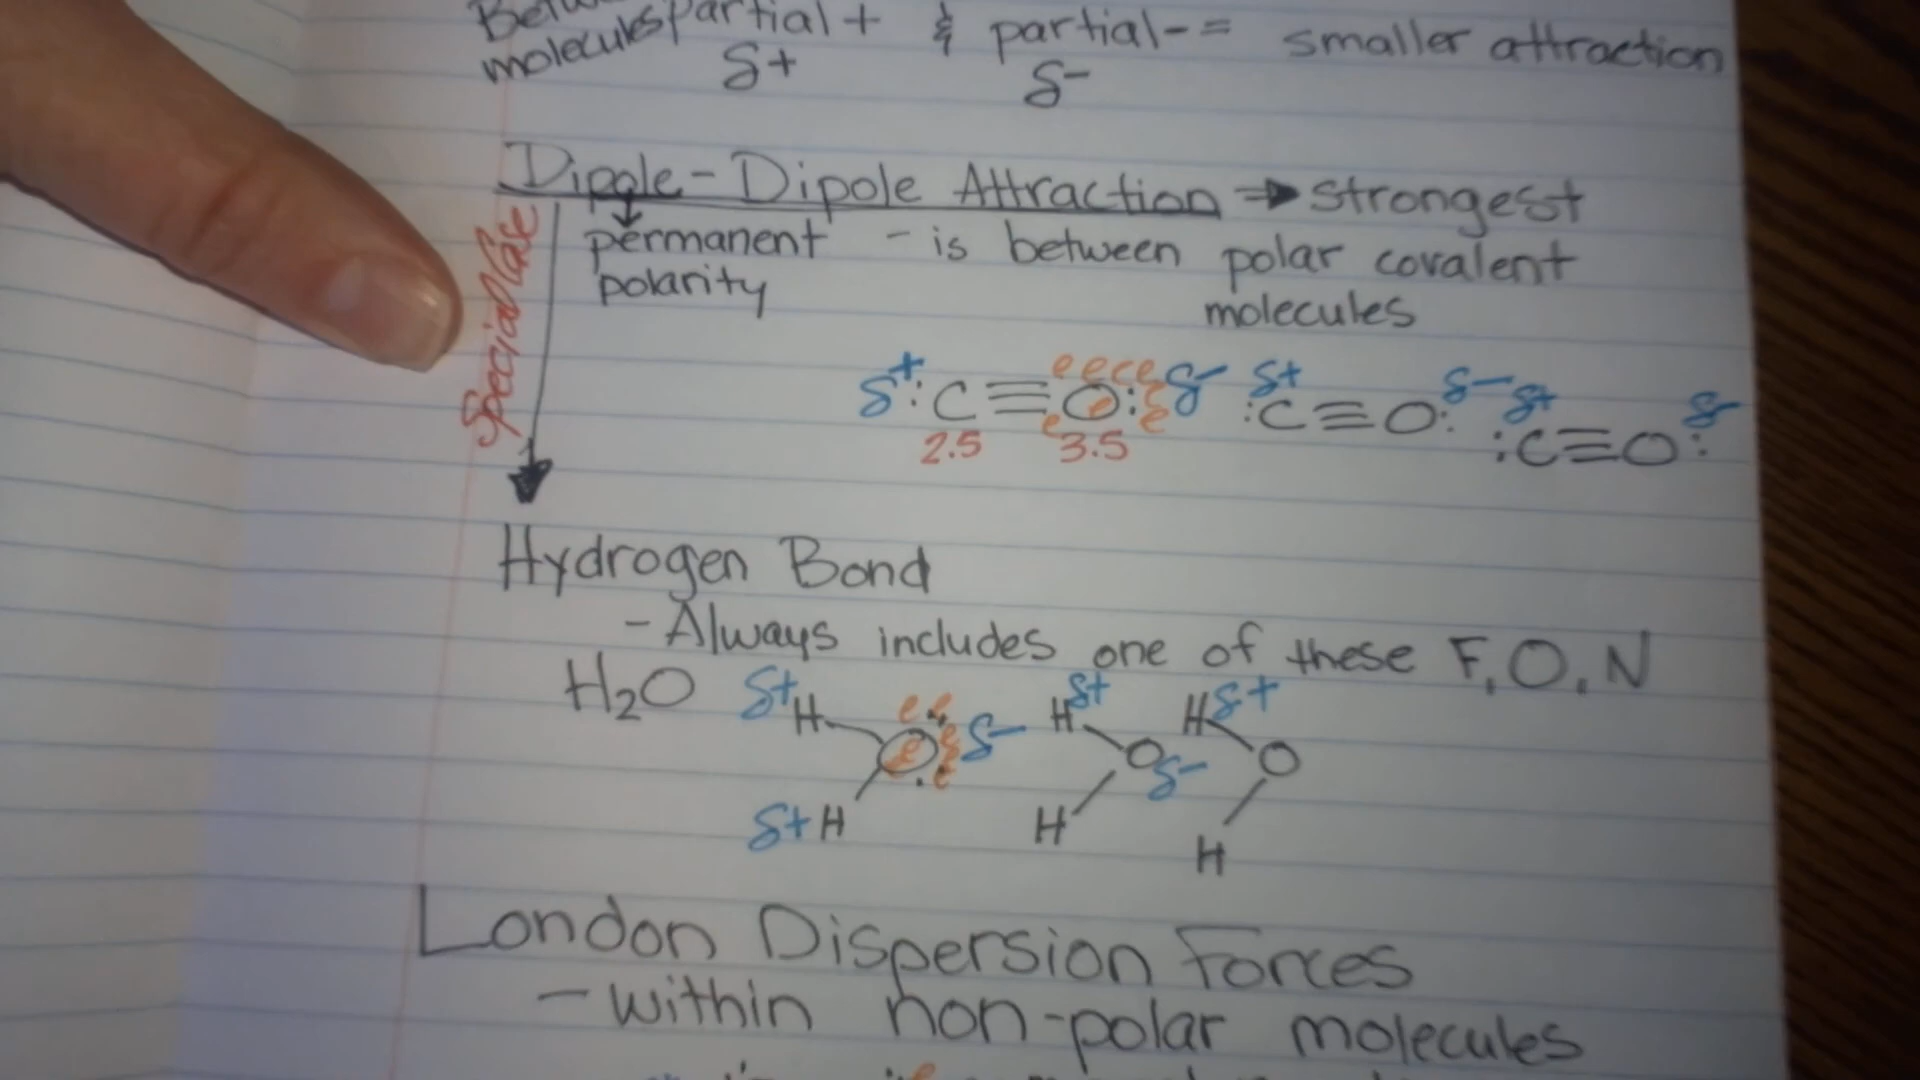 molecules partial + & partial - = smaller attraction
δ+ δ-
Dipole - Dipole Attraction → strongest
Special Case
permanent - is between polar covalent
polarity molecules
δ+ :C≡O: δ- δ+ :C≡O: δ- δ+ :C≡O: δ-
e e c e e e e e e
2.5 3.5
Hydrogen Bond
- Always includes one of these F, O, N
H₂O δ+ H O δ- H δ+ O δ- H δ+ O
e e e e e e
δ+ H H H
London Dispersion Forces
- within non-polar molecules